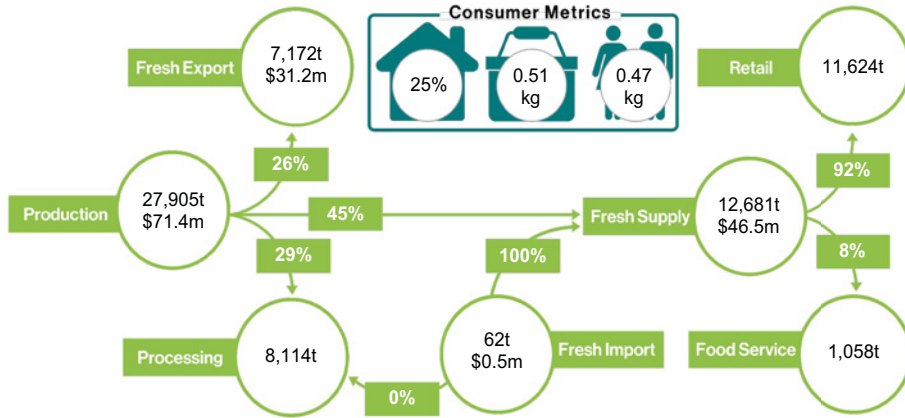 Consumer Metrics
Fresh Export
7,172t
$31.2m
25%
0.51
kg
0.47
kg
Retail
11,624t
26%
92%
Production
27,905t
$71.4m
45%
Fresh Supply
12,681t
$46.5m
29%
100%
8%
Processing
8,114t
62t
$0.5m
Fresh Import
Food Service
1,058t
0%